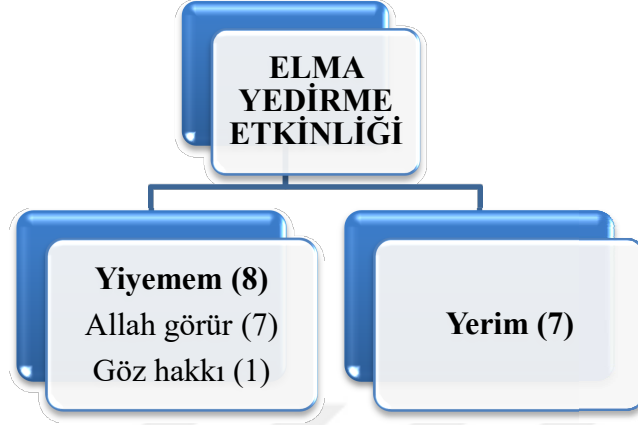 ELMA
YEDİRME
ETKİNLİĞİ
Yiyemem (8)
Allah görür (7)
Göz hakkı (1)
Yerim (7)